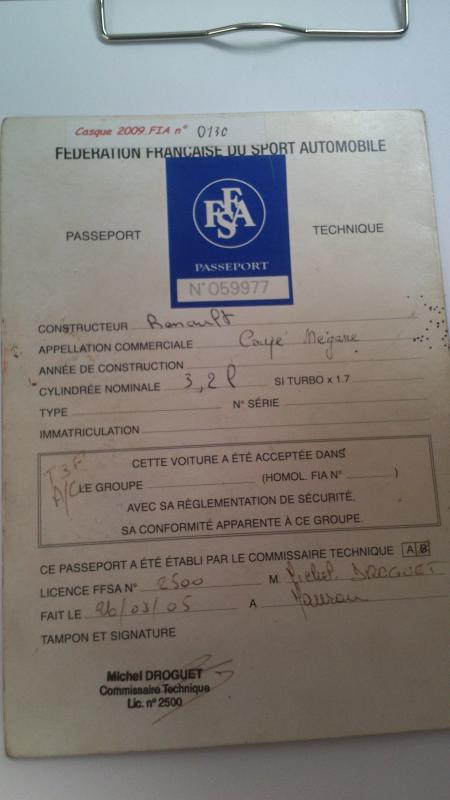 Casque 2009.FIA n° 0130
FEDERATION FRANCAISE DU SPORT AUTOMOBILE
FFSA
PASSEPORT TECHNIQUE
PASSEPORT
N° 059977
CONSTRUCTEUR Renault
APPELLATION COMMERCIALE Coupé Mégane
ANNÉE DE CONSTRUCTION
CYLINDRÉE NOMINALE 3,2 l SI TURBO x 1.7
TYPE N° SÉRIE
IMMATRICULATION
CETTE VOITURE A ÉTÉ ACCEPTÉE DANS
T3F
A/C LE GROUPE (HOMOL. FIA N° )
AVEC SA RÈGLEMENTATION DE SÉCURITÉ,
SA CONFORMITÉ APPARENTE À CE GROUPE.
CE PASSEPORT A ÉTÉ ÉTABLI PAR LE COMMISSAIRE TECHNIQUE A B
LICENCE FFSA N° 2500 M. Michel DROGUET
FAIT LE 26/03/05 A
TAMPON ET SIGNATURE
Michel DROGUET
Commissaire Technique
Lic. n° 2500